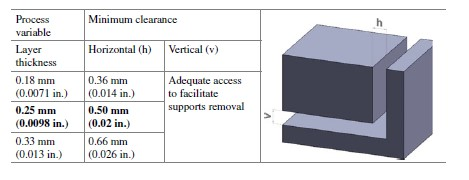 Process variable
Minimum clearance
Layer thickness
Horizontal (h)
Vertical (v)
0.18 mm (0.0071 in.)
0.36 mm (0.014 in.)
Adequate access to facilitate supports removal
0.25 mm (0.0098 in.)
0.50 mm (0.02 in.)
0.33 mm (0.013 in.)
0.66 mm (0.026 in.)
h
v